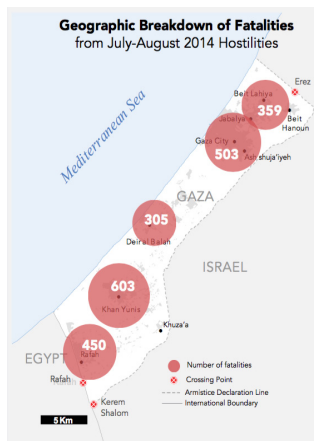 Geographic Breakdown of Fatalities
from July-August 2014 Hostilities
Mediterranean Sea
Erez
Beit Lahiya
359
Jabalya
Beit
Hanoun
Gaza City
503
Ash shuja'iyeh
GAZA
305
Deir al Balah
ISRAEL
603
Khan Yunis
Khuza'a
450
EGYPT
Rafah
Rafah
Kerem
Shalom
Number of fatalities
Crossing Point
Armistice Declaration Line
International Boundary
5 Km